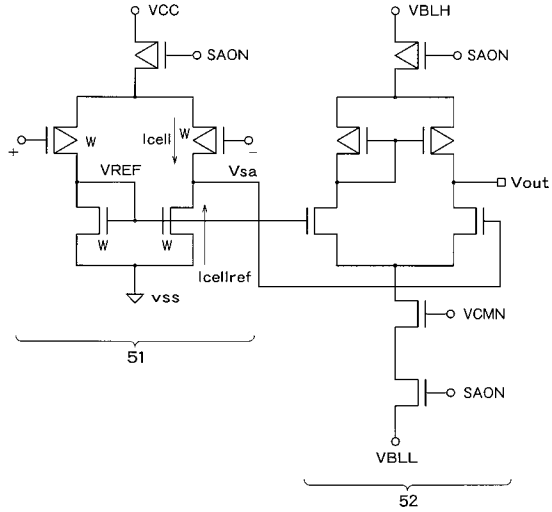 VCC
VBLH
SAON
SAON
W
Icell
W
+
−
VREF
Vsa
Vout
W
W
Icellref
vss
VCMN
51
SAON
VBLL
52